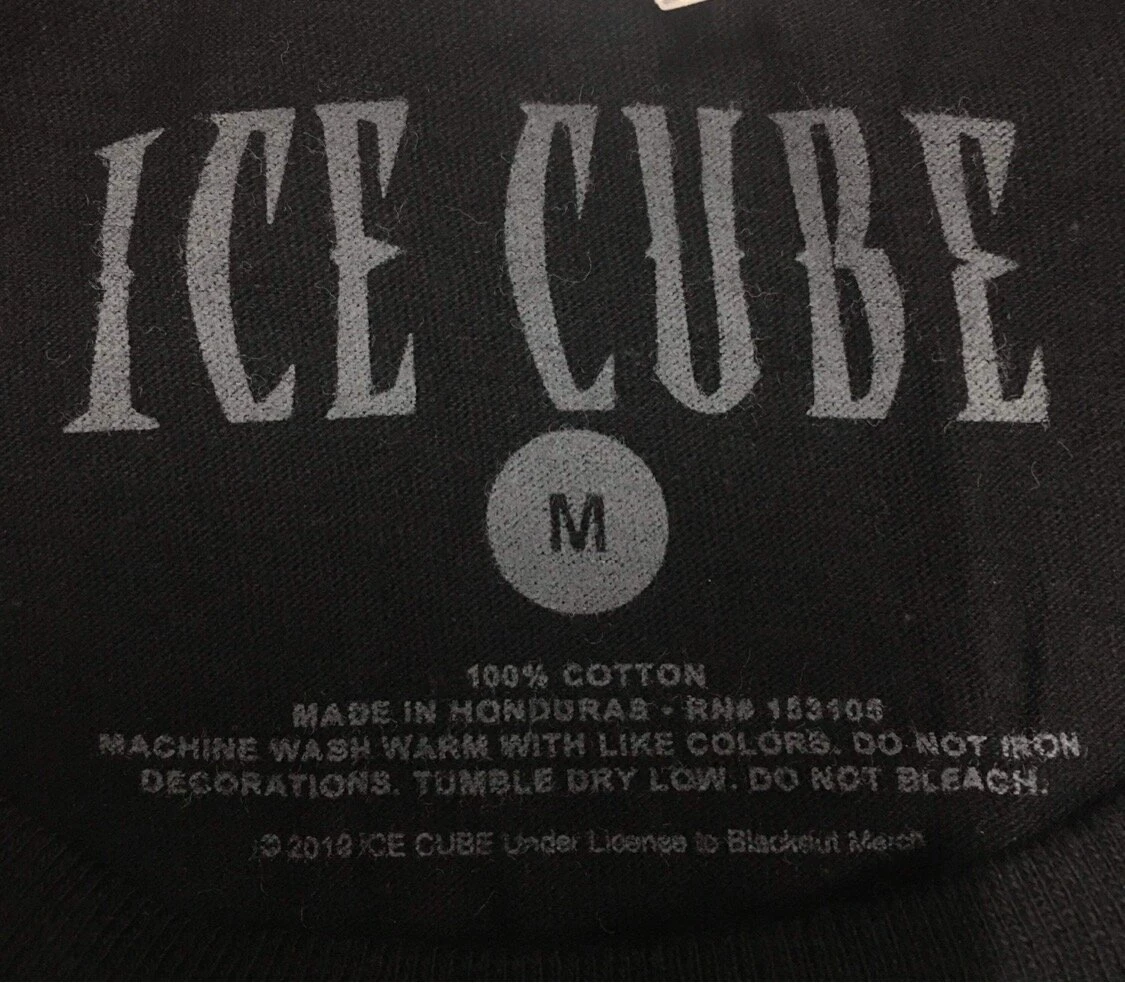 ICE CUBE
M
100% COTTON
MADE IN HONDURAS - RN#
MACHINE WASH WARM WITH LIKE COLORS. DO NOT IRON
DECORATIONS. TUMBLE DRY LOW. DO NOT BLEACH.
© ICE CUBE Under License to Blackout Merch